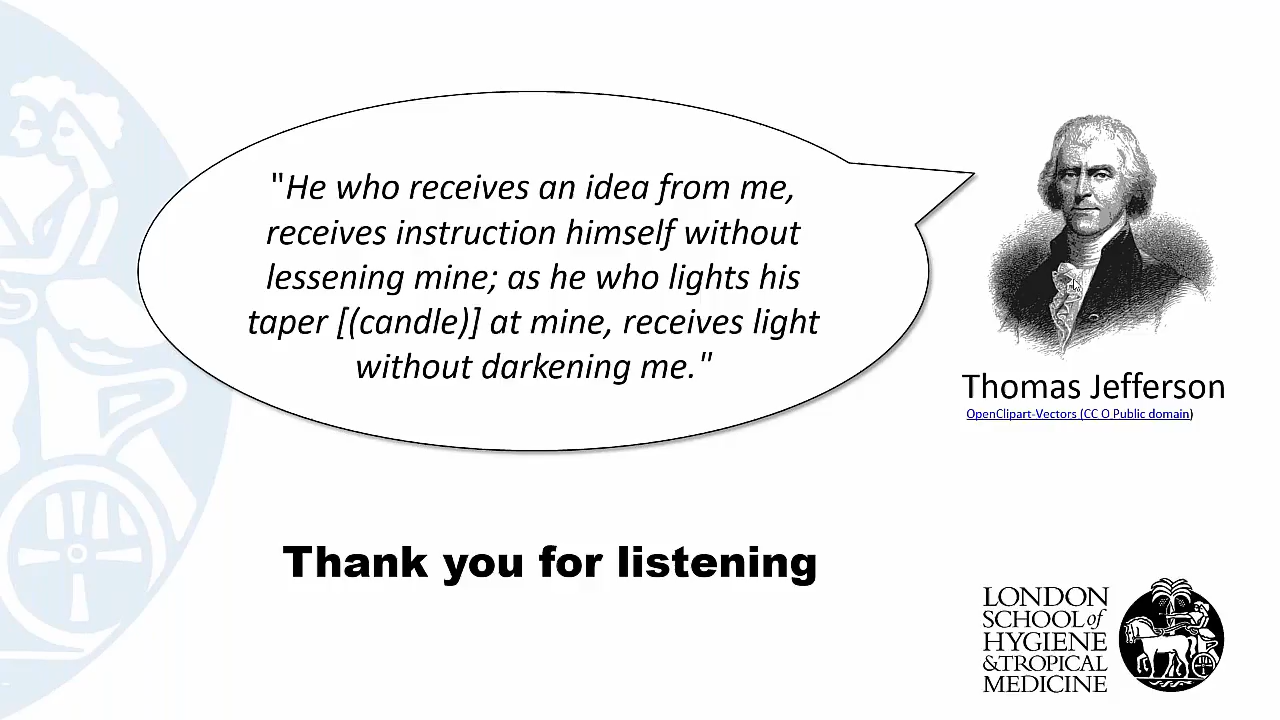 "He who receives an idea from me,
receives instruction himself without
lessening mine; as he who lights his
taper [(candle)] at mine, receives light
without darkening me."
Thomas Jefferson
OpenClipart-Vectors (CC O Public domain)
Thank you for listening
LONDON
SCHOOL of
HYGIENE
&TROPICAL
MEDICINE